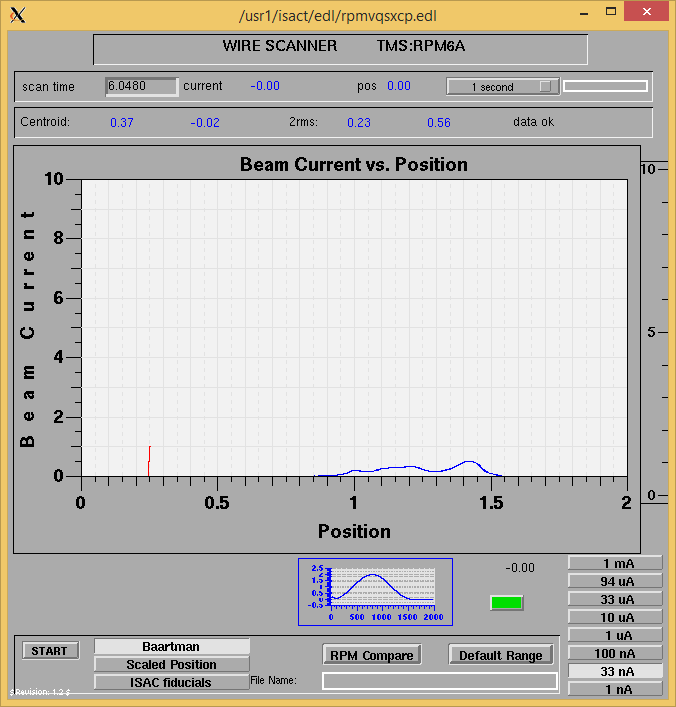 /usr1/isact/edl/rpmvqsxcp.edl
WIRE SCANNER TMS:RPM6A
scan time 6.0480 current -0.00 pos 0.00 1 second
Centroid: 0.37 -0.02 2rms: 0.23 0.56 data ok
Beam Current vs. Position
10
8
6
4
2
0
Beam Current
0 0.5 1 1.5 2
Position
10
5
0
2.5
2
1.5
1
0.5
0
-0.5
0 500 1000 1500 2000
-0.00
1 mA
94 uA
33 uA
10 uA
1 uA
100 nA
33 nA
1 nA
START
Baartman
Scaled Position
ISAC fiducials
RPM Compare
Default Range
File Name:
$Revision: 1.2 $